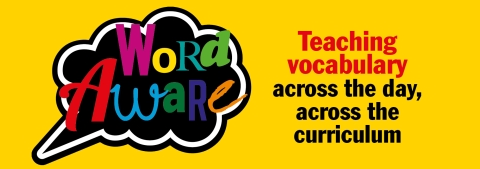 WORD
AWARE
Teaching
vocabulary
across the day,
across the
curriculum